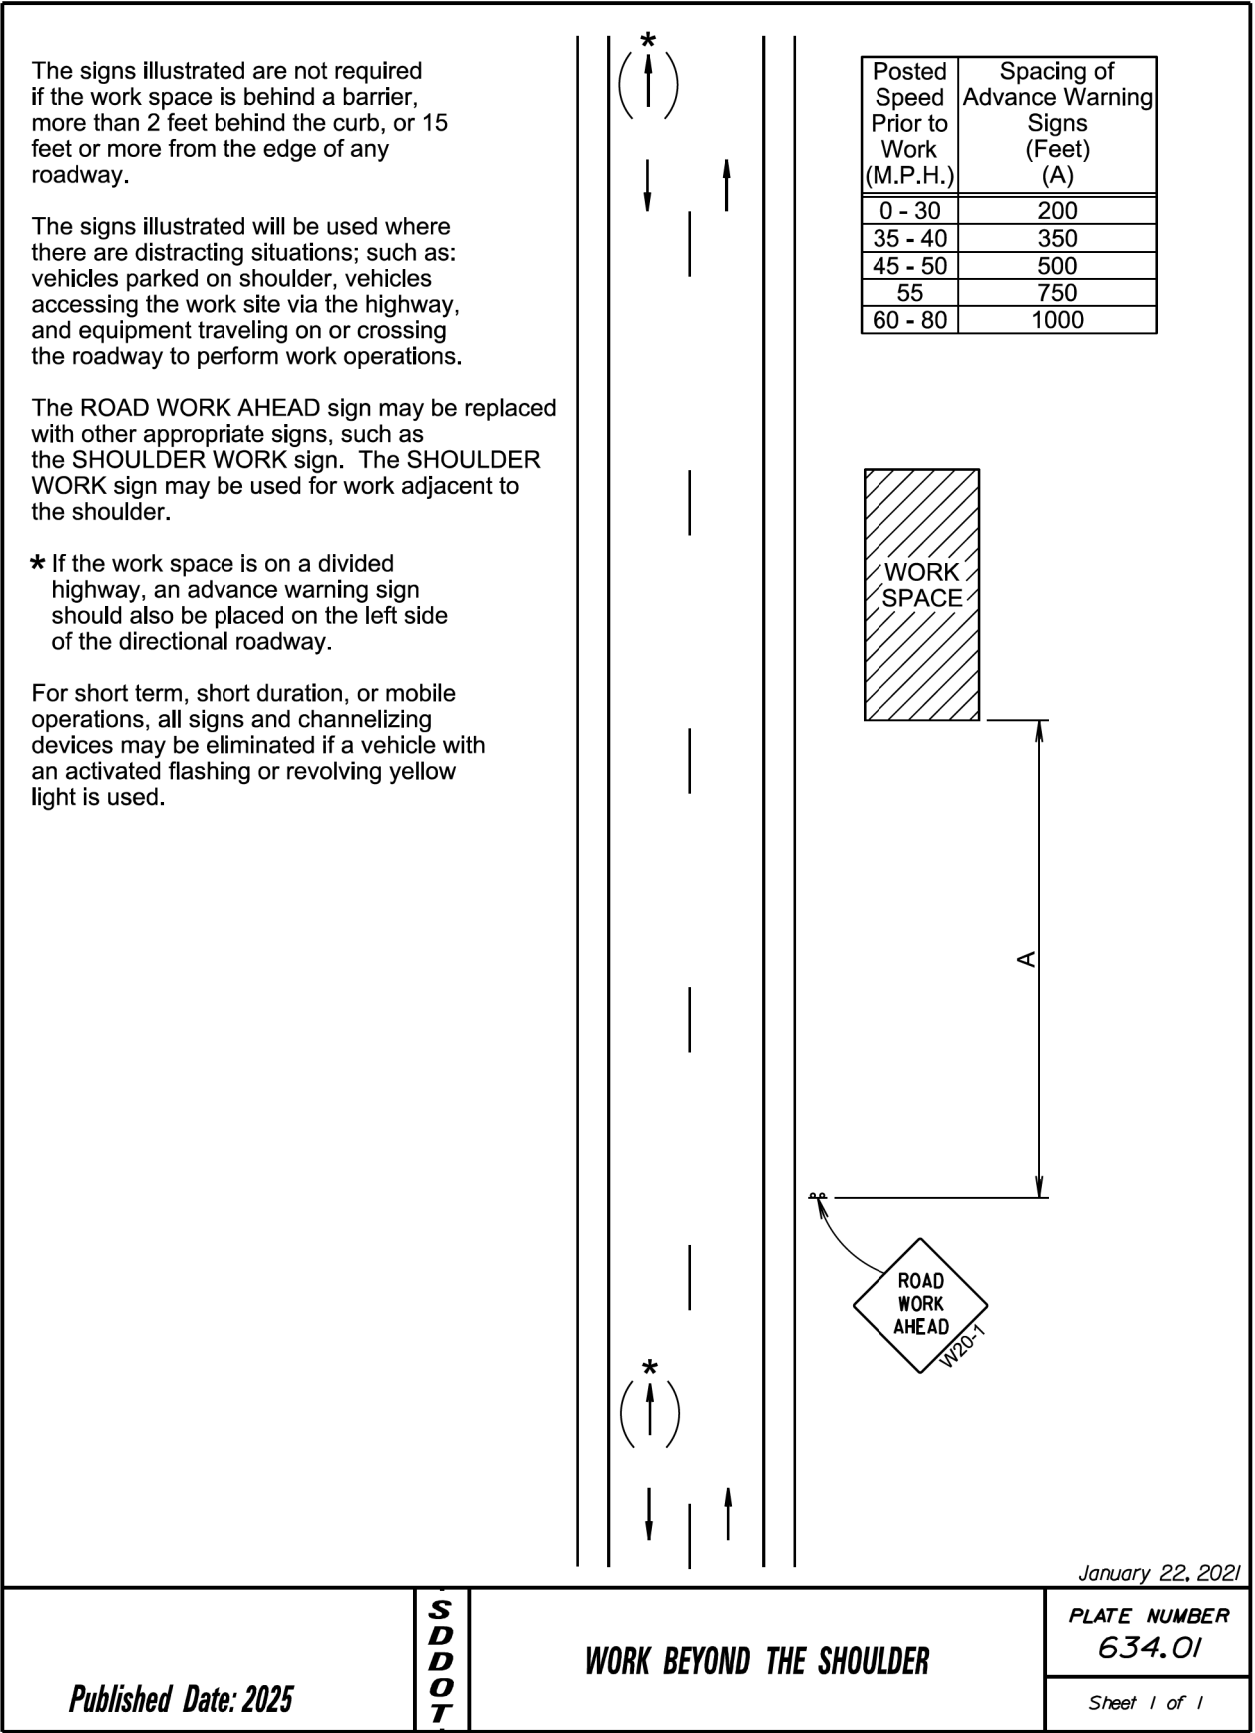 The signs illustrated are not required
if the work space is behind a barrier,
more than 2 feet behind the curb, or 15
feet or more from the edge of any
roadway.
The signs illustrated will be used where
there are distracting situations; such as:
vehicles parked on shoulder, vehicles
accessing the work site via the highway,
and equipment traveling on or crossing
the roadway to perform work operations.
The ROAD WORK AHEAD sign may be replaced
with other appropriate signs, such as
the SHOULDER WORK sign. The SHOULDER
WORK sign may be used for work adjacent to
the shoulder.
* If the work space is on a divided
highway, an advance warning sign
should also be placed on the left side
of the directional roadway.
For short term, short duration, or mobile
operations, all signs and channelizing
devices may be eliminated if a vehicle with
an activated flashing or revolving yellow
light is used.
*
Posted
Speed
Prior to
Work
(M.P.H.)
Spacing of
Advance Warning
Signs
(Feet)
(A)
0 - 30 200
35 - 40 350
45 - 50 500
55 750
60 - 80 1000
WORK
SPACE
A
ROAD
WORK
AHEAD
W20-1
*
January 22, 2021
Published Date: 2025
SDDOT
WORK BEYOND THE SHOULDER
PLATE NUMBER
634.01
Sheet 1 of 1